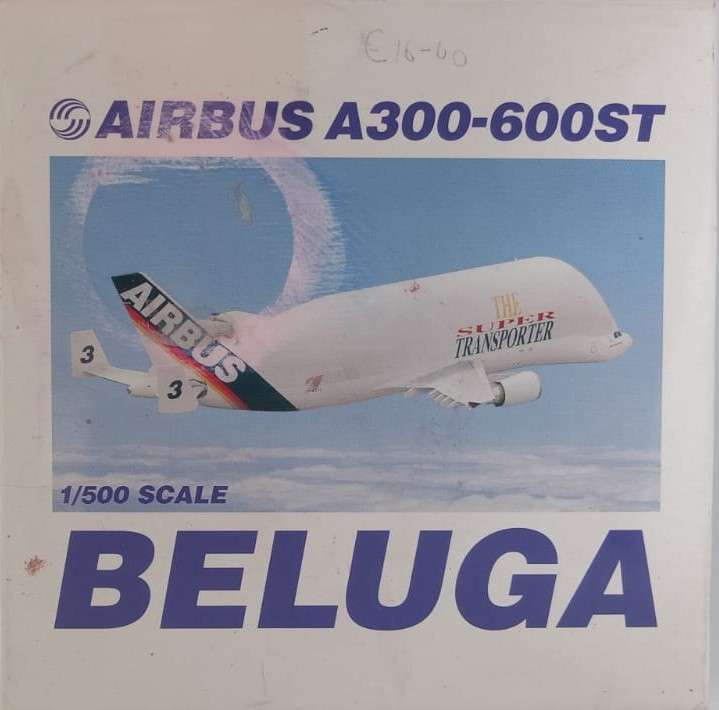 €16-60
AIRBUS A300-600ST
AIRBUS
3
3
THE
SUPER
TRANSPORTER
1/500 SCALE
BELUGA